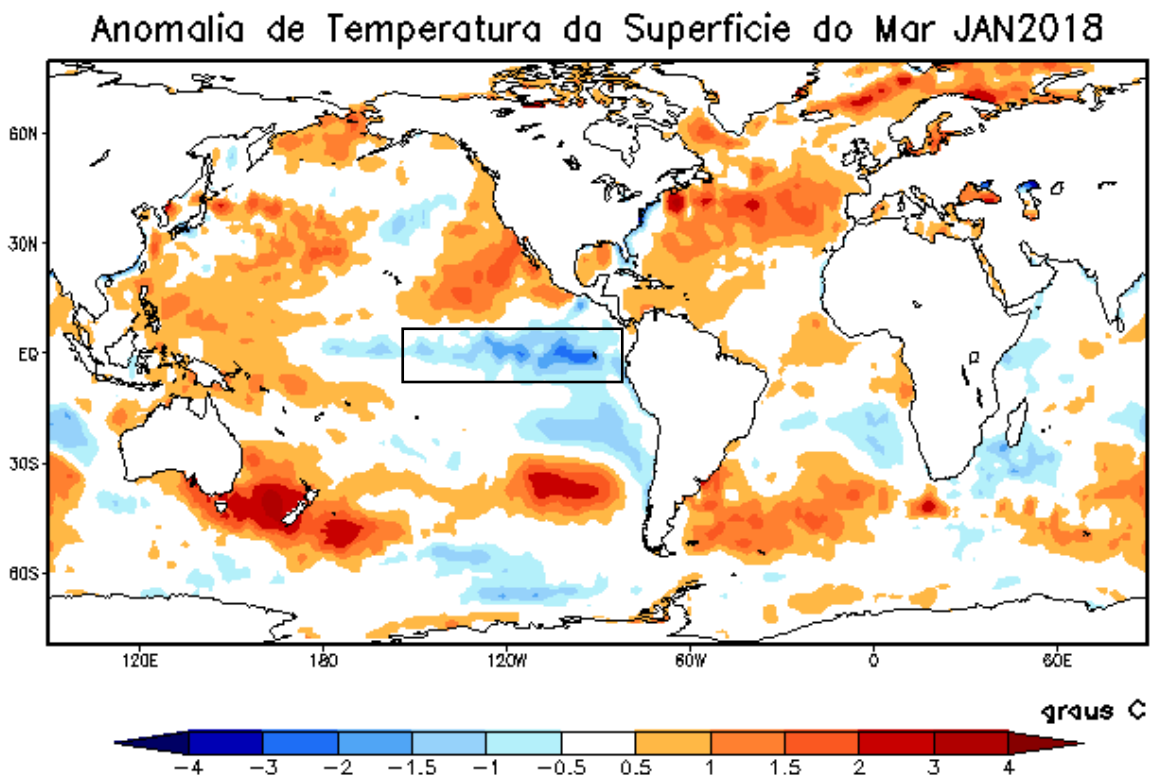 Anomalia de Temperatura da Superficie do Mar JAN2018
60N
30N
EQ
30S
60S
120E 180 120W 60W 0 60E
graus C
−4 −3 −2 −1.5 −1 −0.5 0.5 1 1.5 2 3 4